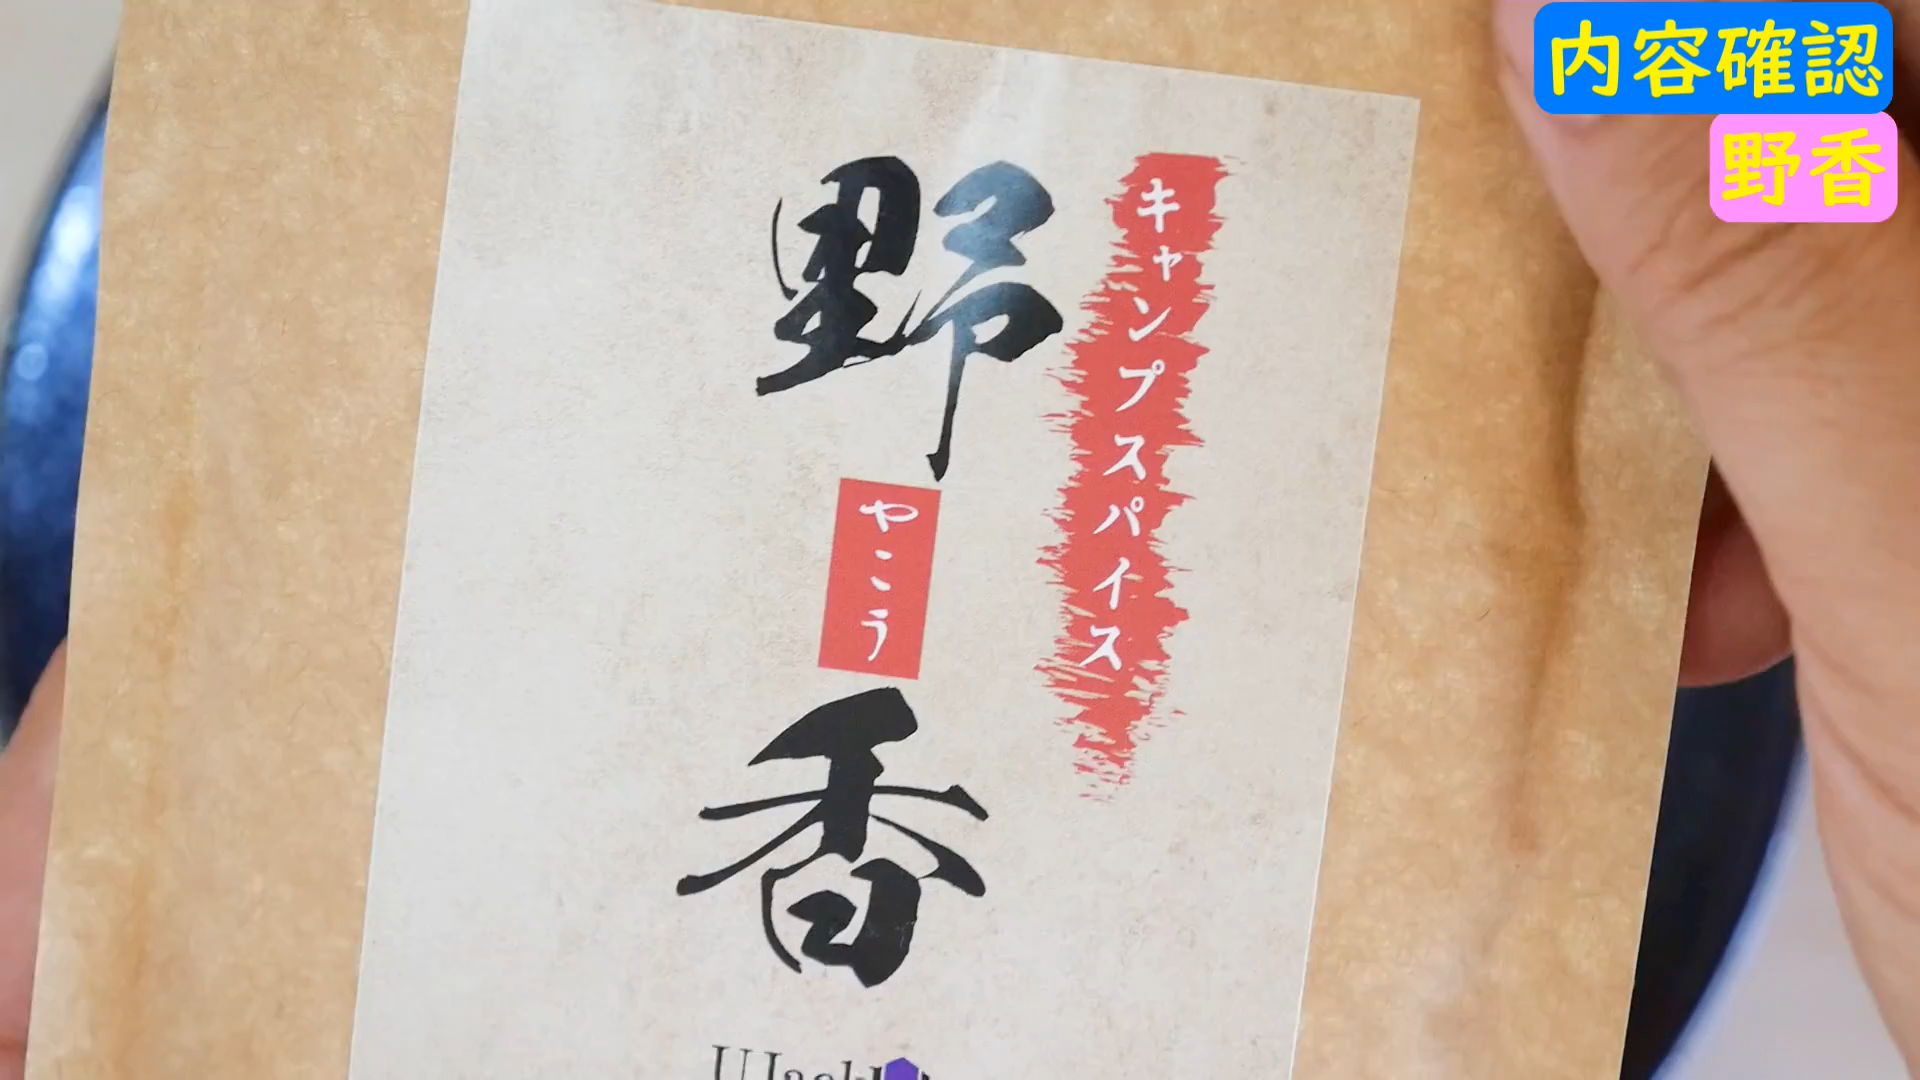 内容確認
野香
キャンプスパイス
野
やこう
香